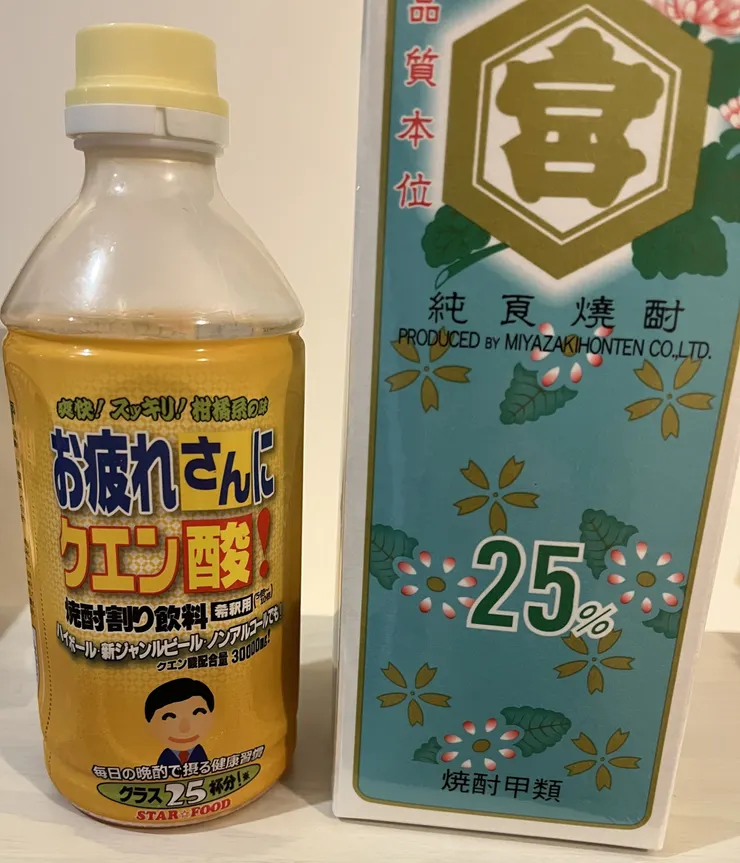 爽快! スッキリ! 柑橘系の味
お疲れさんに
クエン酸!
焼酎割り飲料 希釈用
ハイボール・新ジャンルビール・ノンアルコールでも!
クエン酸配合量 30000mg!
毎日の晩酌で摂る健康習慣
グラス25杯分!
STAR☆FOOD
品質本位
宮
純良焼酎
PRODUCED BY MIYAZAKIHONTEN CO.,LTD.
25%
焼酎甲類